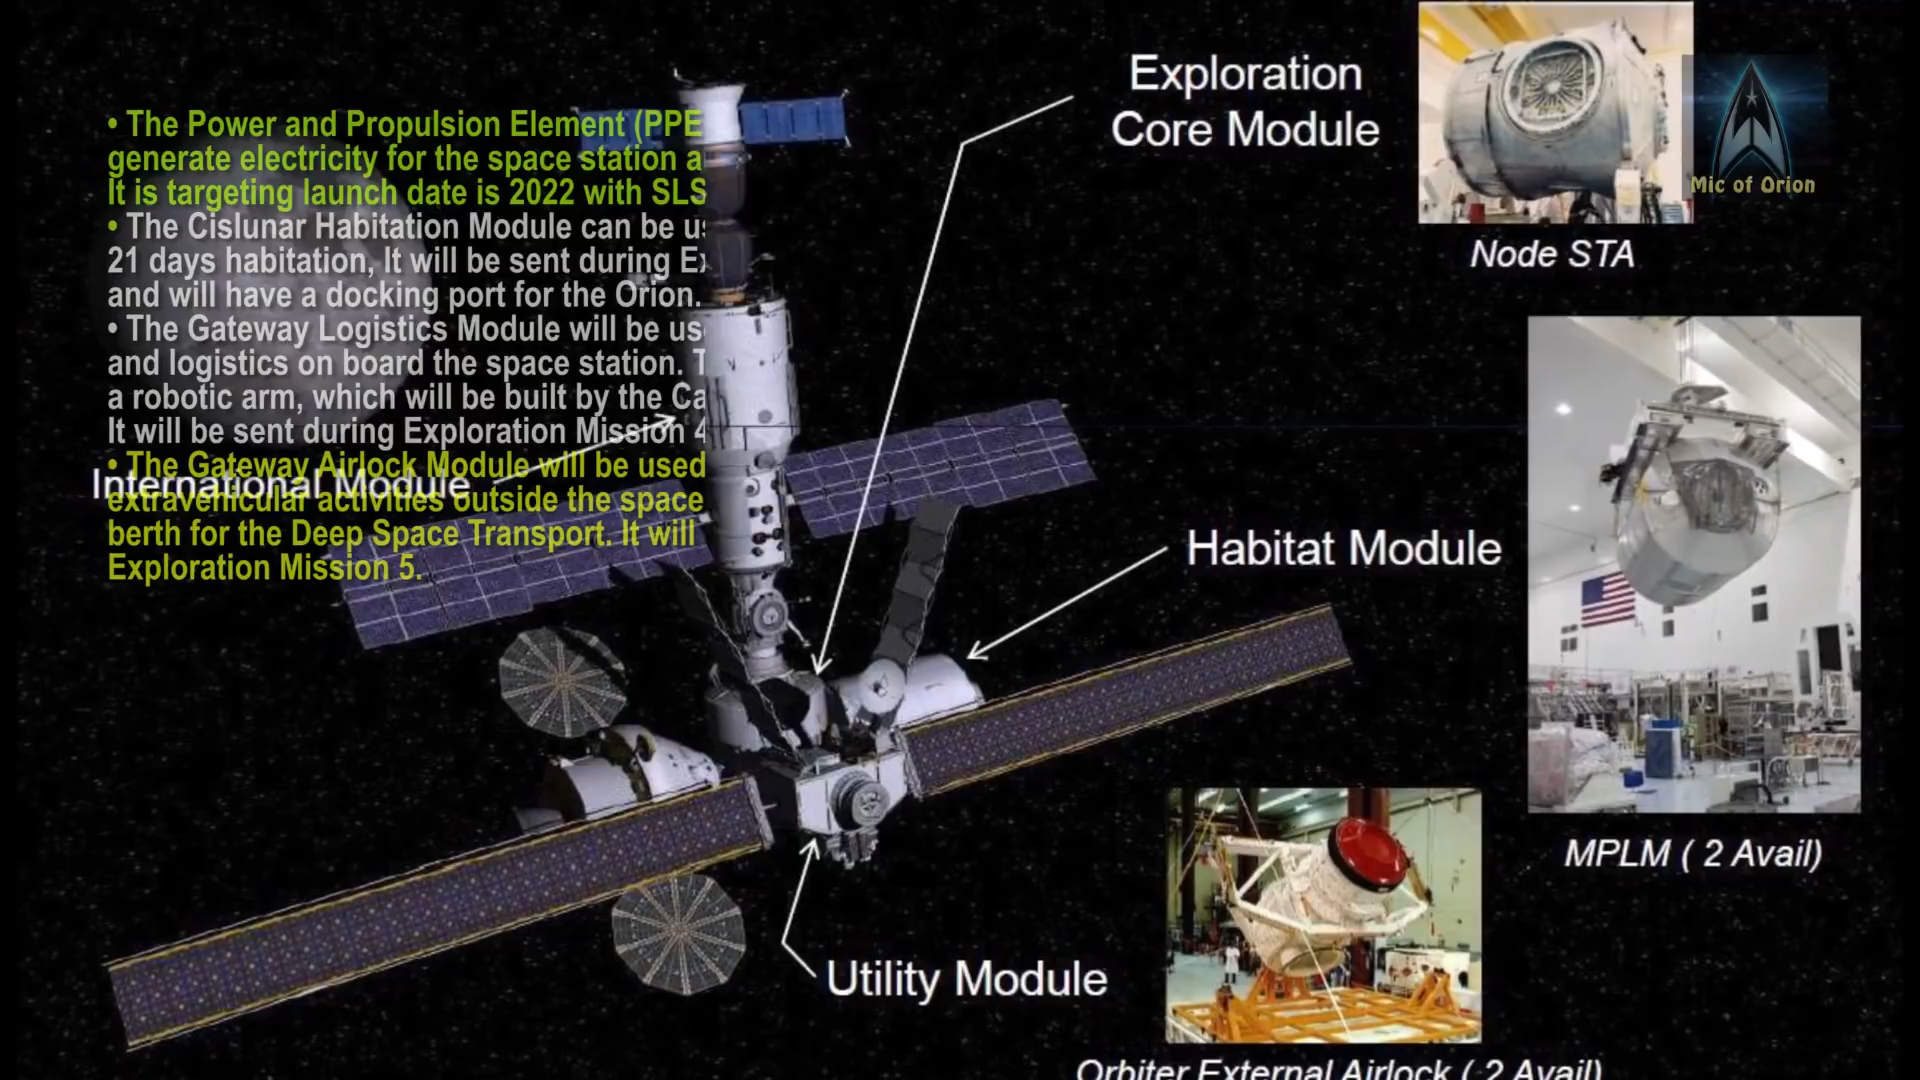 • The Power and Propulsion Element (PPE
generate electricity for the space station a
It is targeting launch date is 2022 with SLS
• The Cislunar Habitation Module can be
21 days habitation, It will be sent during
and will have a docking port for the Orion.
• The Gateway Logistics Module will be
and logistics on board the space station.
a robotic arm, which will be built by the
It will be sent during Exploration Mission 4
• The Gateway Airlock Module will be used
extravehicular activities outside the space
berth for the Deep Space Transport. It will
Exploration Mission 5.
International Module
Exploration
Core Module
Node STA
Mic of Orion
Habitat Module
MPLM ( 2 Avail)
Utility Module
Orbiter External Airlock ( 2 Avail)